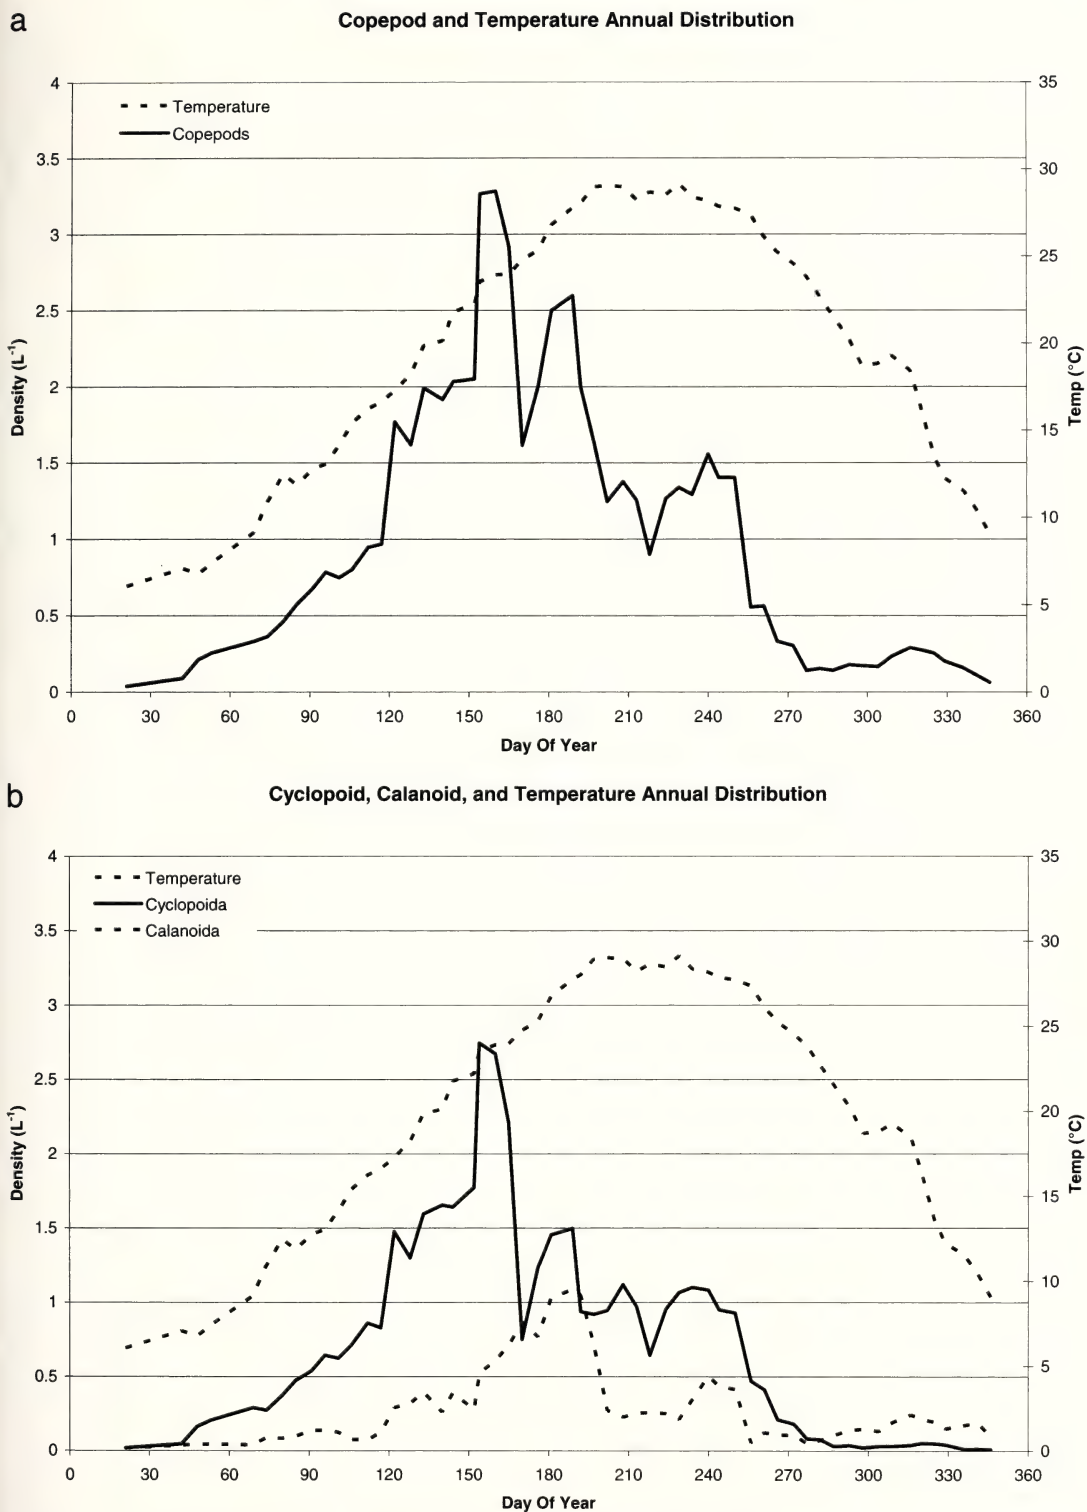 a
Copepod and Temperature Annual Distribution
4
3.5
3
2.5
2
1.5
1
0.5
0
35
30
25
20
15
10
5
0
Temperature
Copepods
Density (L⁻¹)
Temp (°C)
0 30 60 90 120 150 180 210 240 270 300 330 360
Day Of Year
b
Cyclopoid, Calanoid, and Temperature Annual Distribution
4
3.5
3
2.5
2
1.5
1
0.5
0
35
30
25
20
15
10
5
0
Temperature
Cyclopoida
Calanoida
Density (L⁻¹)
Temp (°C)
0 30 60 90 120 150 180 210 240 270 300 330 360
Day Of Year